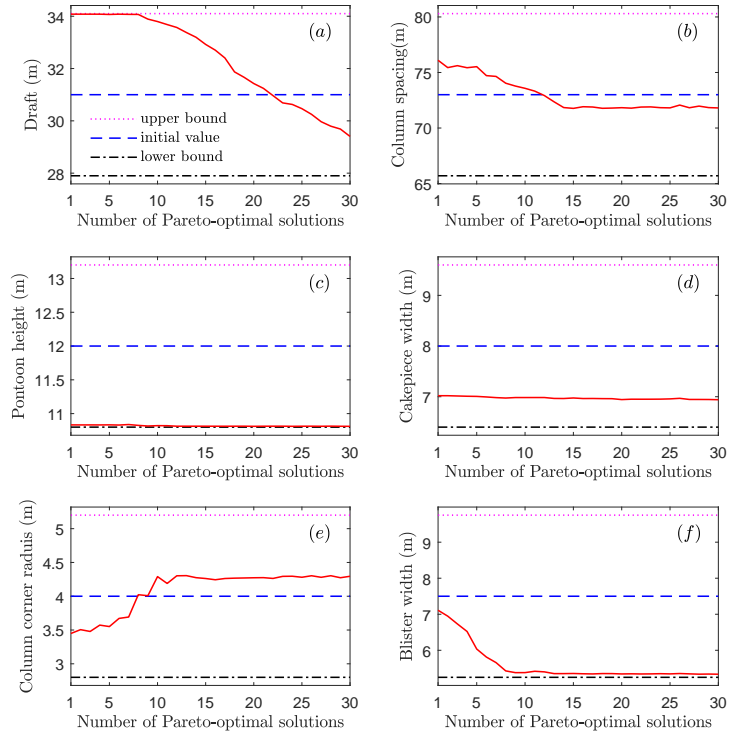 34
31
30
28
Draft (m)
(a)
upper bound
initial value
lower bound
1 5 10 15 20 25 30
Number of Pareto-optimal solutions
80
75
70
65
Column spacing(m)
(b)
1 5 10 15 20 25 30
Number of Pareto-optimal solutions
13
12
11.5
11
Pontoon height (m)
(c)
1 5 10 15 20 25 30
Number of Pareto-optimal solutions
9
8
7
Cakepiece width (m)
(d)
1 5 10 15 20 25 30
Number of Pareto-optimal solutions
5
4.5
4
3.5
3
Column corner raduis (m)
(e)
1 5 10 15 20 25 30
Number of Pareto-optimal solutions
9
8
7
6
Blister width (m)
(f)
1 5 10 15 20 25 30
Number of Pareto-optimal solutions